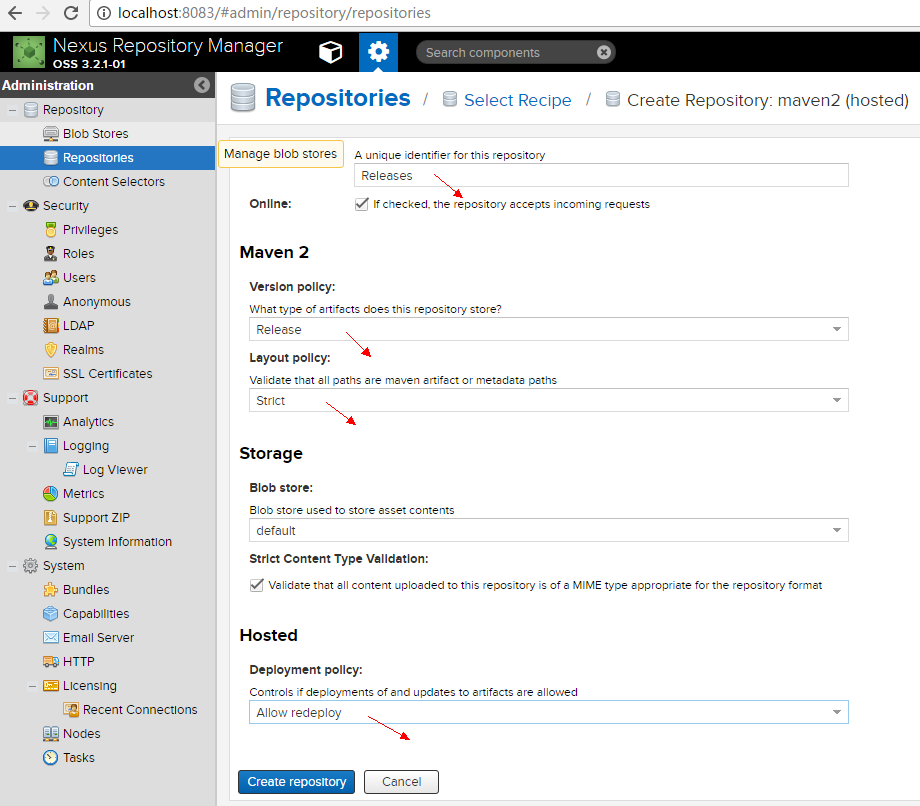 localhost:8083/#admin/repository/repositories
Nexus Repository Manager
OSS 3.2.1-01
Search components
Administration
Repository
Blob Stores
Repositories
Content Selectors
Security
Privileges
Roles
Users
Anonymous
LDAP
Realms
SSL Certificates
Support
Analytics
Logging
Log Viewer
Metrics
Support ZIP
System Information
System
Bundles
Capabilities
Email Server
HTTP
Licensing
Recent Connections
Nodes
Tasks
Repositories / Select Recipe / Create Repository: maven2 (hosted)
Manage blob stores
A unique identifier for this repository
Releases
Online: If checked, the repository accepts incoming requests
Maven 2
Version policy:
What type of artifacts does this repository store?
Release
Layout policy:
Validate that all paths are maven artifact or metadata paths
Strict
Storage
Blob store:
Blob store used to store asset contents
default
Strict Content Type Validation:
Validate that all content uploaded to this repository is of a MIME type appropriate for the repository format
Hosted
Deployment policy:
Controls if deployments of and updates to artifacts are allowed
Allow redeploy
Create repository Cancel